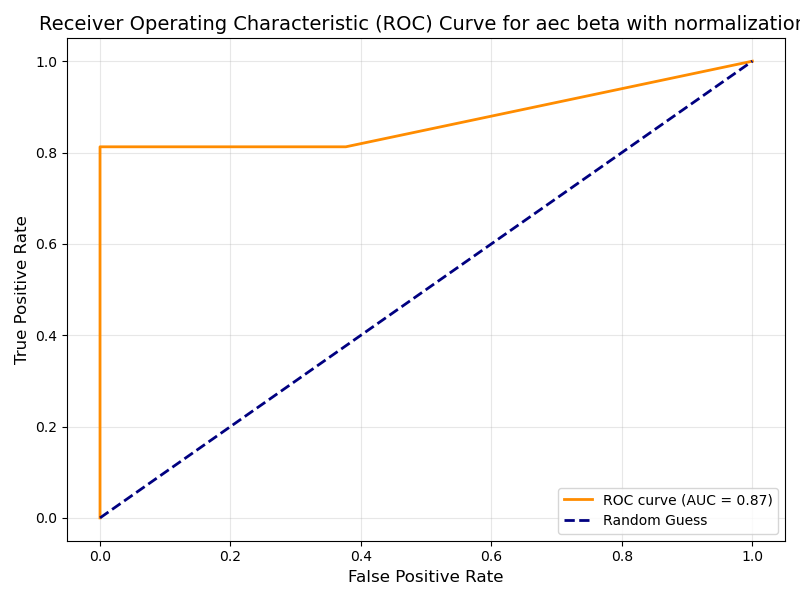 Receiver Operating Characteristic (ROC) Curve for aec beta with normalization
1.0
0.8
0.6
0.4
0.2
0.0
True Positive Rate
0.0 0.2 0.4 0.6 0.8 1.0
False Positive Rate
ROC curve (AUC = 0.87)
Random Guess